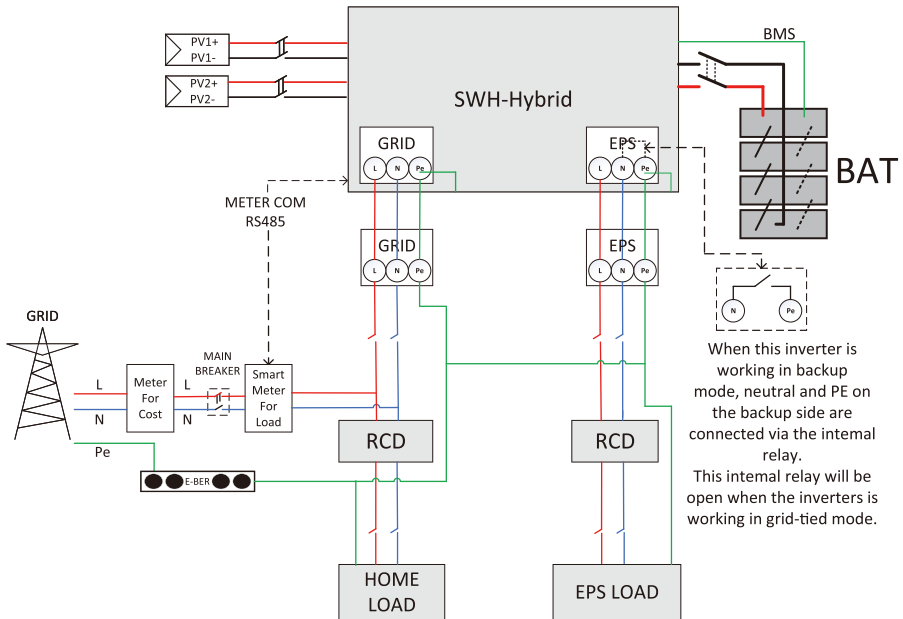 PV1+
PV1-
PV2+
PV2-
SWH-Hybrid
BMS
BAT
GRID
L N Pe
EPS
L N Pe
METER COM
RS485
GRID
L N Pe
EPS
L N Pe
N Pe
When this inverter is
working in backup
mode, neutral and PE on
the backup side are
connected via the intemal
relay.
This intemal relay will be
open when the inverters is
working in grid-tied mode.
GRID
L
N
Pe
Meter
For
Cost
MAIN
BREAKER
L
N
Smart
Meter
For
Load
E-BER
RCD
RCD
HOME
LOAD
EPS LOAD